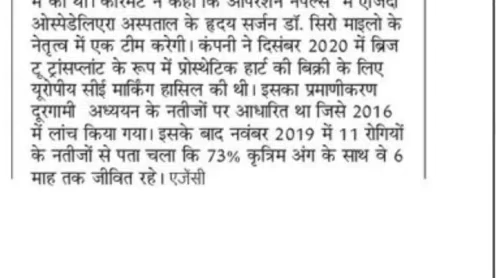 में की थी। कारमेट ने कहा कि ऑपरेशन नेपल्स में एजिंदा
ओस्पेडेलिएरा अस्पताल के हृदय सर्जन डॉ. सिरो माइलो के
नेतृत्व में एक टीम करेगी। कंपनी ने दिसंबर 2020 में ब्रिज
टू ट्रांसप्लांट के रूप में प्रोस्थेटिक हार्ट की बिक्री के लिए
यूरोपीय सीई मार्किंग हासिल की थी। इसका प्रमाणीकरण
दूरगामी अध्ययन के नतीजों पर आधारित था जिसे 2016
में लांच किया गया। इसके बाद नवंबर 2019 में 11 रोगियों
के नतीजों से पता चला कि 73% कृत्रिम अंग के साथ वे 6
माह तक जीवित रहे। एजेंसी